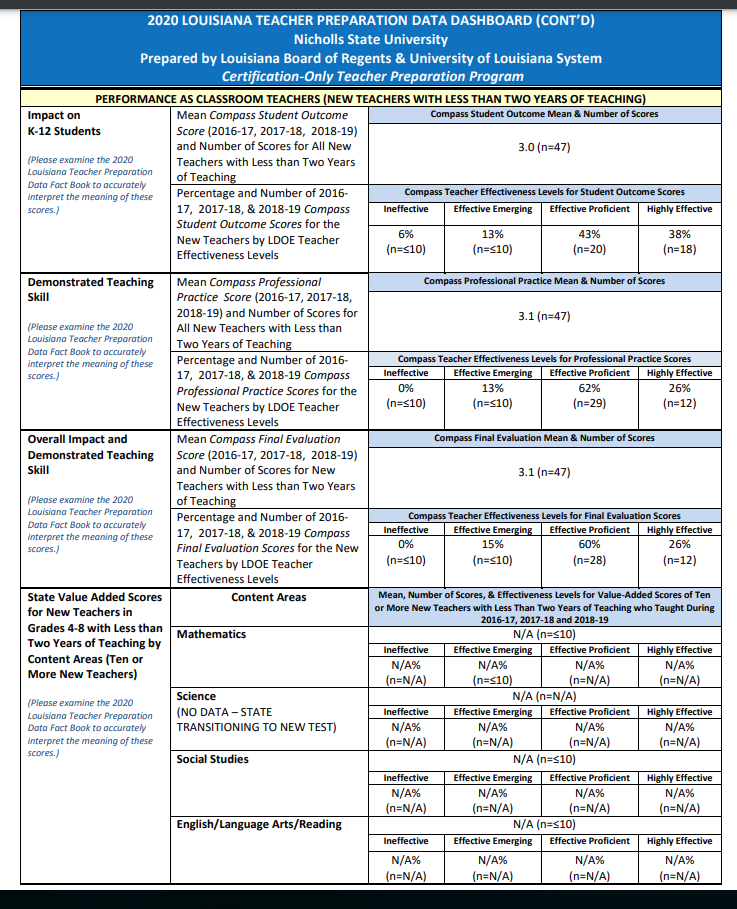 2020 LOUISIANA TEACHER PREPARATION DATA DASHBOARD (CONT'D)
Nicholls State University
Prepared by Louisiana Board of Regents & University of Louisiana System
Certification-Only Teacher Preparation Program
PERFORMANCE AS CLASSROOM TEACHERS (NEW TEACHERS WITH LESS THAN TWO YEARS OF TEACHING)
Impact on
K-12 Students
(Please examine the 2020
Louisiana Teacher Preparation
Data Fact Book to accurately
interpret the meaning of these
scores.)
Mean Compass Student Outcome
Score (2016-17, 2017-18, 2018-19)
and Number of Scores for All New
Teachers with Less than Two Years
of Teaching
Compass Student Outcome Mean & Number of Scores
3.0 (n=47)
Percentage and Number of 2016-
17, 2017-18, & 2018-19 Compass
Student Outcome Scores for the
New Teachers by LDOE Teacher
Effectiveness Levels
Compass Teacher Effectiveness Levels for Student Outcome Scores
Ineffective Effective Emerging Effective Proficient Highly Effective
6% 13% 43% 38%
(n=≤10) (n=≤10) (n=20) (n=18)
Demonstrated Teaching
Skill
(Please examine the 2020
Louisiana Teacher Preparation
Data Fact Book to accurately
interpret the meaning of these
scores.)
Mean Compass Professional
Practice Score (2016-17, 2017-18,
2018-19) and Number of Scores for
All New Teachers with Less than
Two Years of Teaching
Compass Professional Practice Mean & Number of Scores
3.1 (n=47)
Percentage and Number of 2016-
17, 2017-18, & 2018-19 Compass
Professional Practice Scores for the
New Teachers by LDOE Teacher
Effectiveness Levels
Compass Teacher Effectiveness Levels for Professional Practice Scores
Ineffective Effective Emerging Effective Proficient Highly Effective
0% 13% 62% 26%
(n=≤10) (n=≤10) (n=29) (n=12)
Overall Impact and
Demonstrated Teaching
Skill
(Please examine the 2020
Louisiana Teacher Preparation
Data Fact Book to accurately
interpret the meaning of these
scores.)
Mean Compass Final Evaluation
Score (2016-17, 2017-18, 2018-19)
and Number of Scores for New
Teachers with Less than Two Years
of Teaching
Compass Final Evaluation Mean & Number of Scores
3.1 (n=47)
Percentage and Number of 2016-
17, 2017-18, & 2018-19 Compass
Final Evaluation Scores for the New
Teachers by LDOE Teacher
Effectiveness Levels
Compass Teacher Effectiveness Levels for Final Evaluation Scores
Ineffective Effective Emerging Effective Proficient Highly Effective
0% 15% 60% 26%
(n=≤10) (n=≤10) (n=28) (n=12)
State Value Added Scores
for New Teachers in
Grades 4-8 with Less than
Two Years of Teaching by
Content Areas (Ten or
More New Teachers)
(Please examine the 2020
Louisiana Teacher Preparation
Data Fact Book to accurately
interpret the meaning of these
scores.)
Content Areas
Mean, Number of Scores, & Effectiveness Levels for Value-Added Scores of Ten
or More New Teachers with Less Than Two Years of Teaching who Taught During
2016-17, 2017-18 and 2018-19
Mathematics
N/A (n=≤10)
Ineffective Effective Emerging Effective Proficient Highly Effective
N/A% N/A% N/A% N/A%
(n=N/A) (n=≤10) (n=N/A) (n=N/A)
Science
(NO DATA – STATE
TRANSITIONING TO NEW TEST)
N/A (n=N/A)
Ineffective Effective Emerging Effective Proficient Highly Effective
N/A% N/A% N/A% N/A%
(n=N/A) (n=N/A) (n=N/A) (n=N/A)
Social Studies
N/A (n=≤10)
Ineffective Effective Emerging Effective Proficient Highly Effective
N/A% N/A% N/A% N/A%
(n=N/A) (n=N/A) (n=N/A) (n=N/A)
English/Language Arts/Reading
N/A (n=≤10)
Ineffective Effective Emerging Effective Proficient Highly Effective
N/A% N/A% N/A% N/A%
(n=N/A) (n=N/A) (n=N/A) (n=N/A)